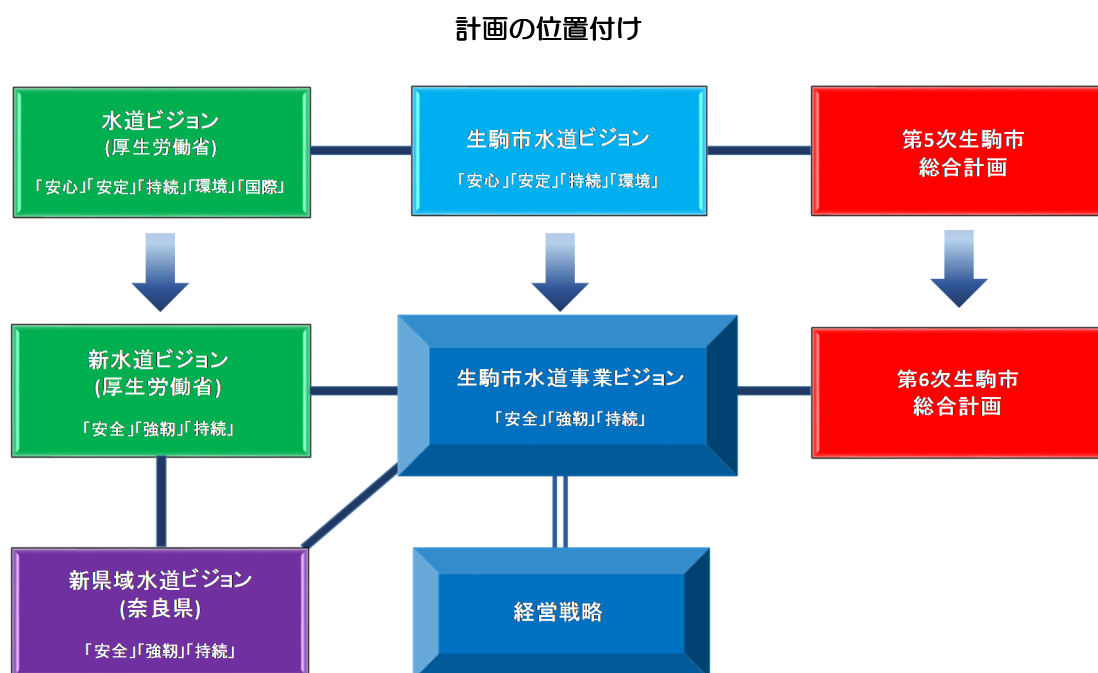 計画の位置付け
水道ビジョン
(厚生労働省)
「安心」「安定」「持続」「環境」「国際」
生駒市水道ビジョン
「安心」「安定」「持続」「環境」
第5次生駒市
総合計画
新水道ビジョン
(厚生労働省)
「安全」「強靭」「持続」
生駒市水道事業ビジョン
「安全」「強靭」「持続」
第6次生駒市
総合計画
新県域水道ビジョン
(奈良県)
「安全」「強靭」「持続」
経営戦略